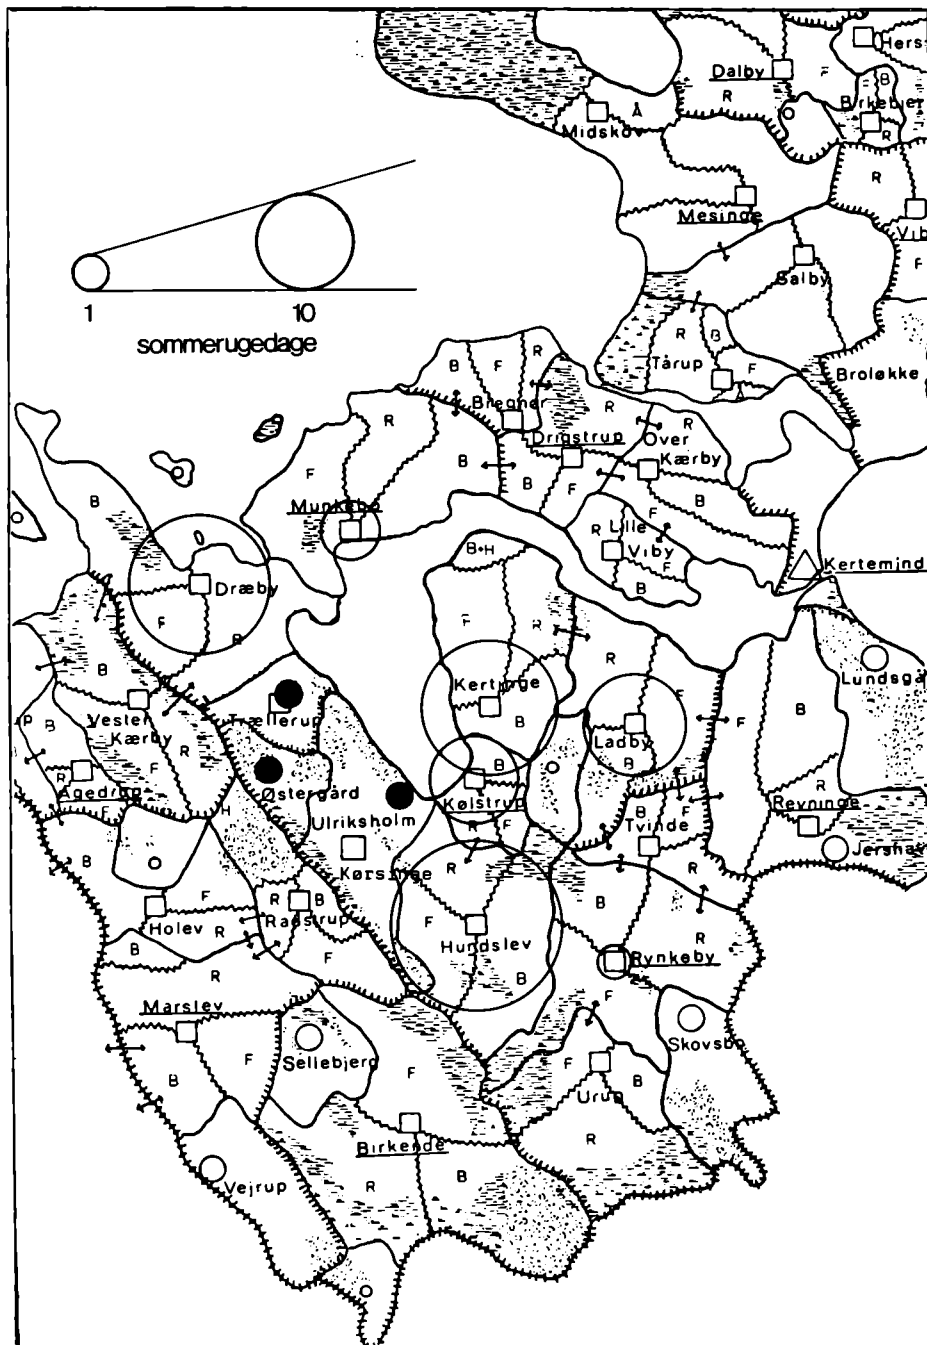 Hers
Dalby
F
B
R
Birkebjer
Å
Midskov
R
R
Mesinge
Vib
Salby
F
R
B
Tårup
F
Å
Broløkke
1
10
sommerugedage
B
F
R
Bregnør
R
R
R
Drigstrup
Over
Kærby
F
B
B
F
B
Munkebo
R
Lille
F
Viby
F
B
Kertemind
B
B+H
Dræby
F
R
F
R
R
F
Lundsgå
B
Kertinge
B
F
B
Vester
Kærby
Trællerup
Ladby
B
R
B
B
R
Agedrup
F
Østergård
Kølstrup
R
Revninge
F
H
Ulriksholm
R
F
B
F
Tvinde
Jershav
B
Kørsinge
R
F
R
B
Radstrup
F
B
Holev
R
Hundslev
R
B
F
B
Rynkeby
R
F
Marslev
F
Skovsbo
Sellebjerg
F
F
B
B
Urup
Birkende
R
Vejrup
R
B